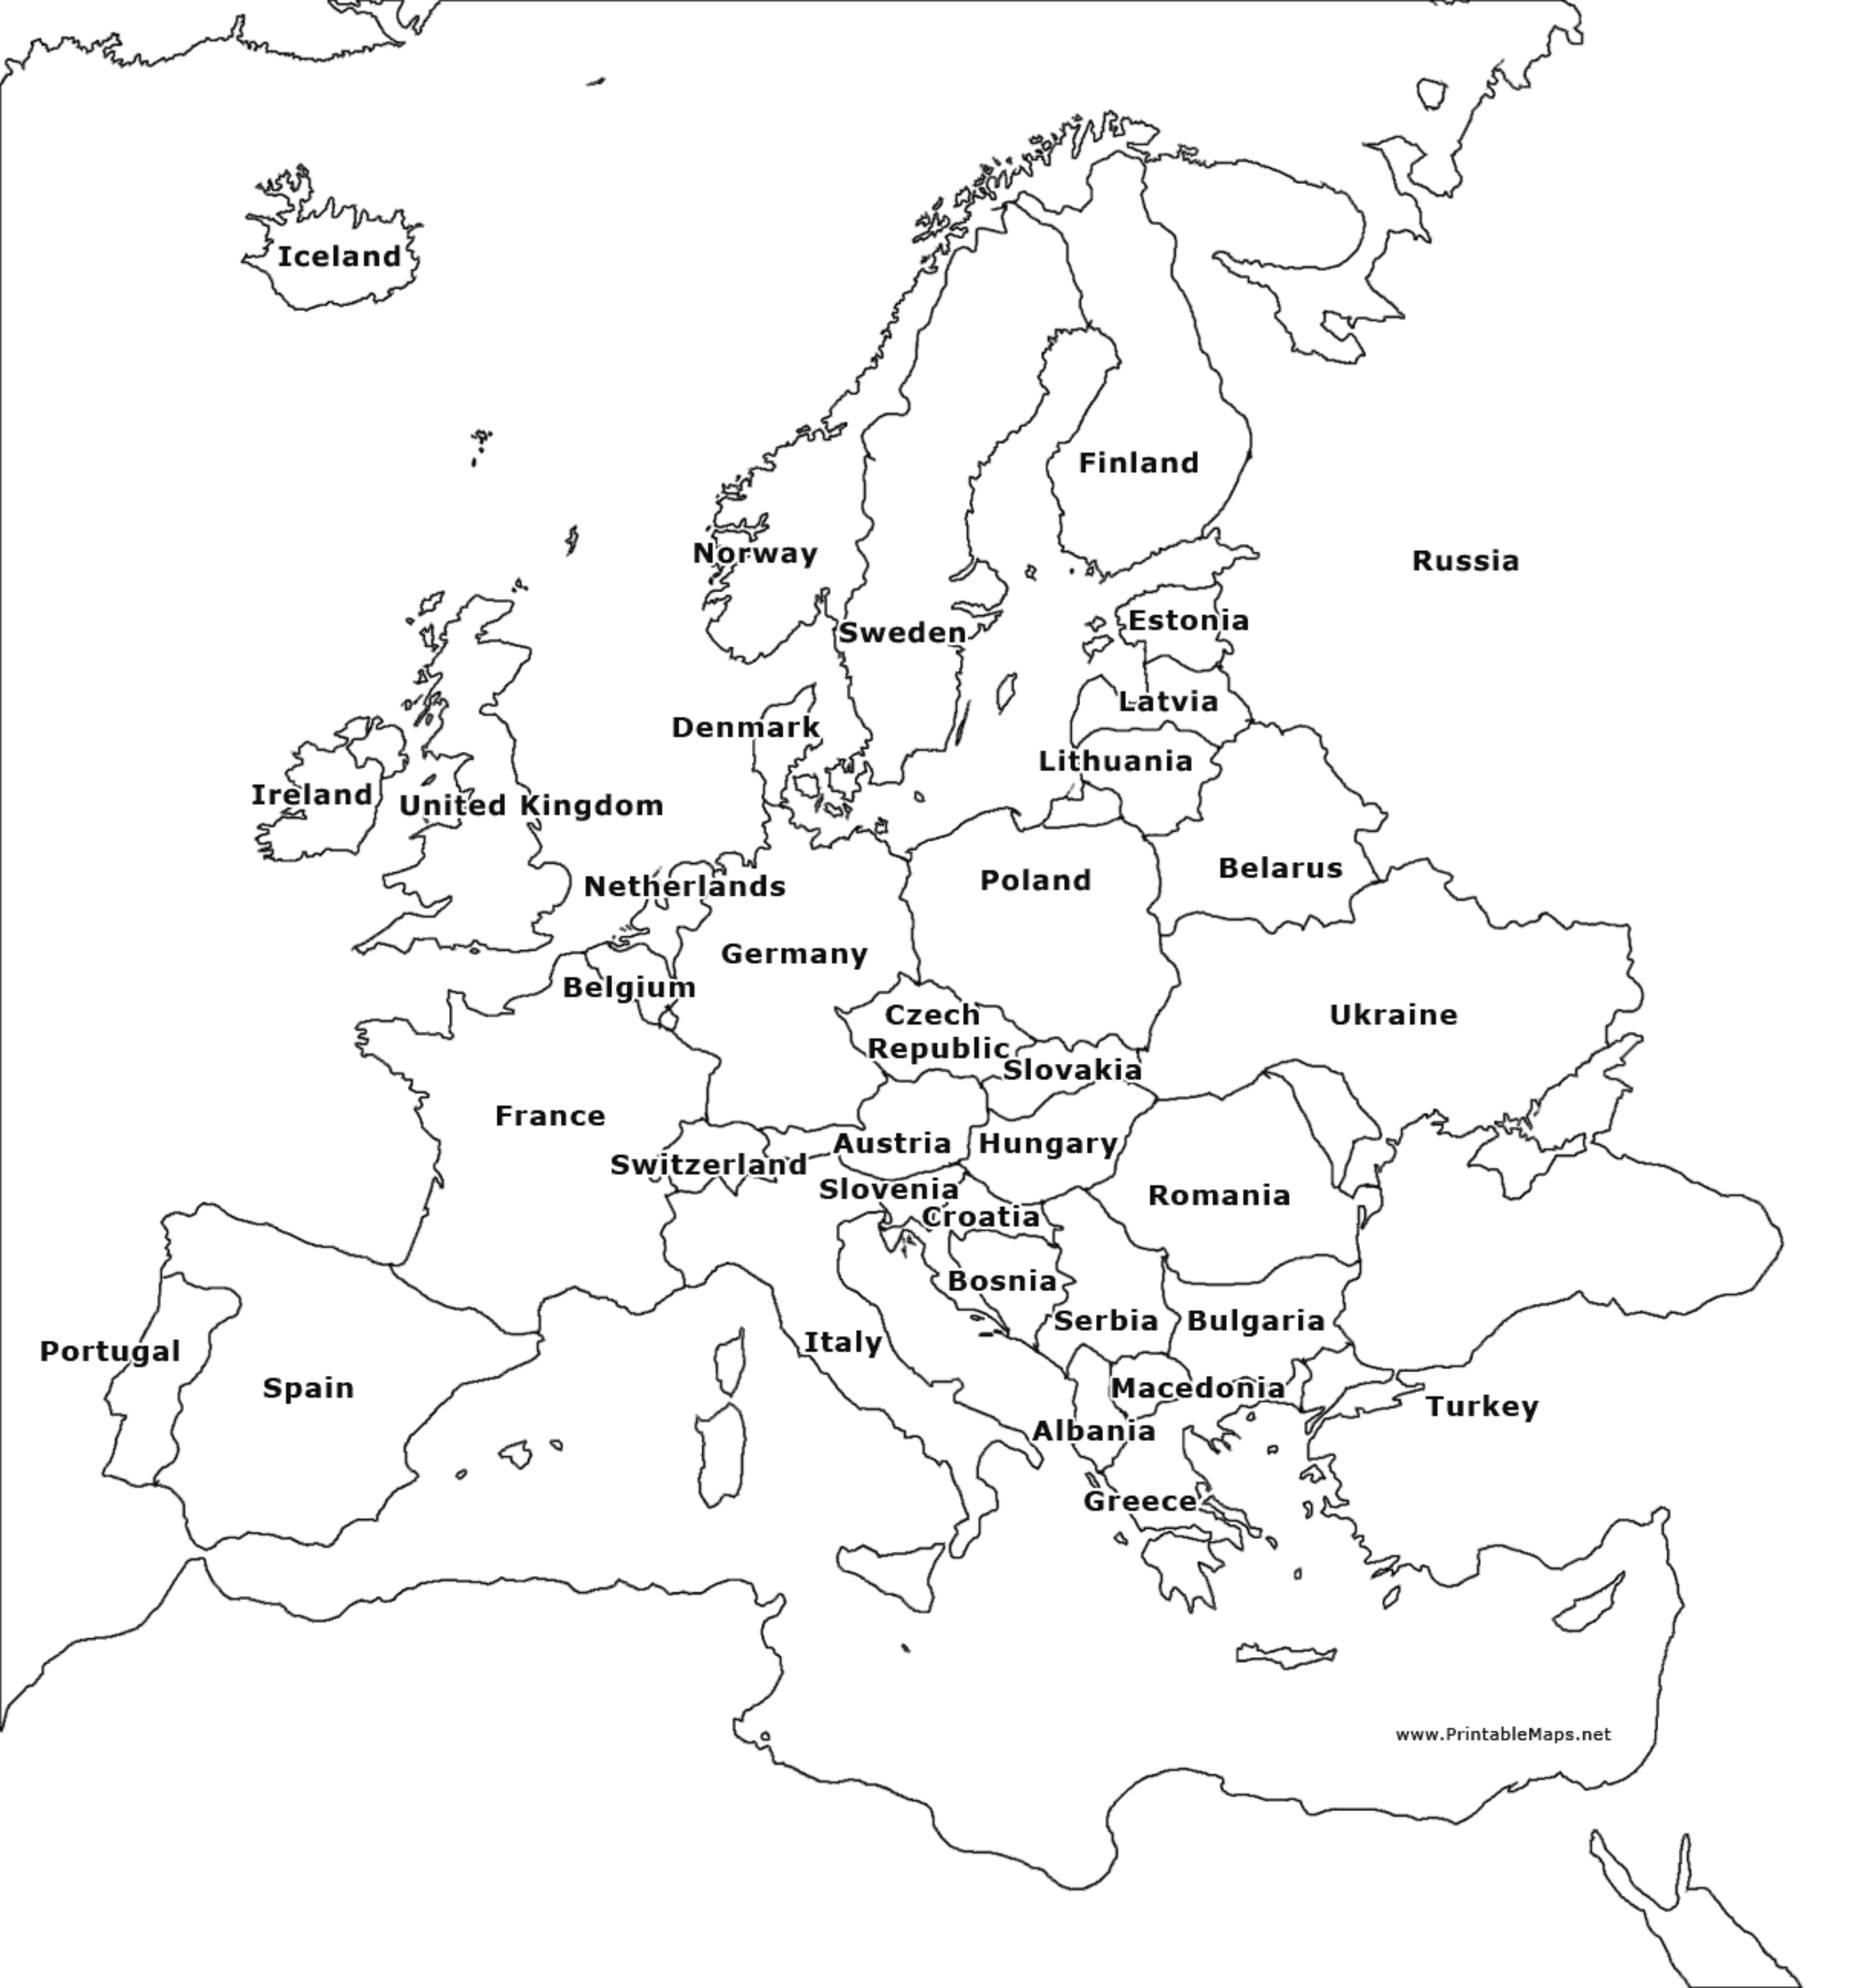 Iceland
Finland
Norway
Russia
Estonia
Sweden
Latvia
Denmark
Lithuania
Ireland
United Kingdom
Belarus
Poland
Netherlands
Germany
Belgium
Czech
Republic
Ukraine
Slovakia
France
Austria
Hungary
Switzerland
Slovenia
Romania
Croatia
Bosnia
Serbia
Bulgaria
Italy
Portugal
Spain
Macedonia
Turkey
Albania
Greece
www.PrintableMaps.net